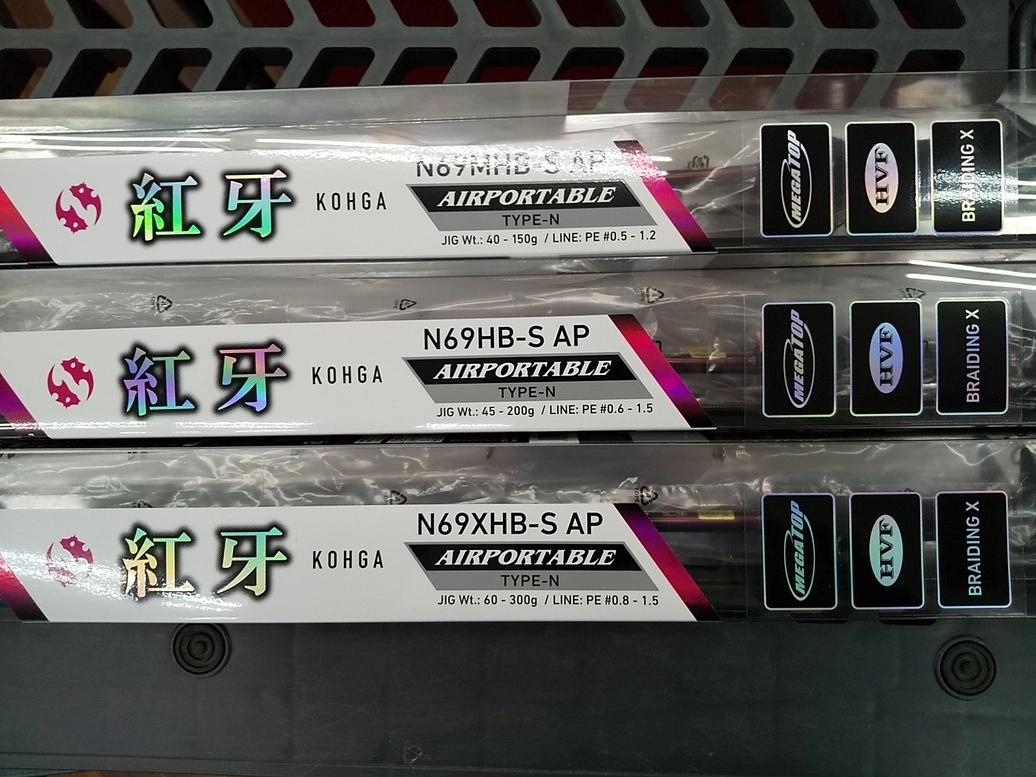 紅牙 KOHGA
N69MHB-S AP
AIRPORTABLE
TYPE-N
JIG Wt.: 40 - 150g / LINE: PE #0.5 - 1.2
MEGATOP
HVF
BRAIDING X
紅牙 KOHGA
N69HB-S AP
AIRPORTABLE
TYPE-N
JIG Wt.: 45 - 200g / LINE: PE #0.6 - 1.5
MEGATOP
HVF
BRAIDING X
紅牙 KOHGA
N69XHB-S AP
AIRPORTABLE
TYPE-N
JIG Wt.: 60 - 300g / LINE: PE #0.8 - 1.5
MEGATOP
HVF
BRAIDING X